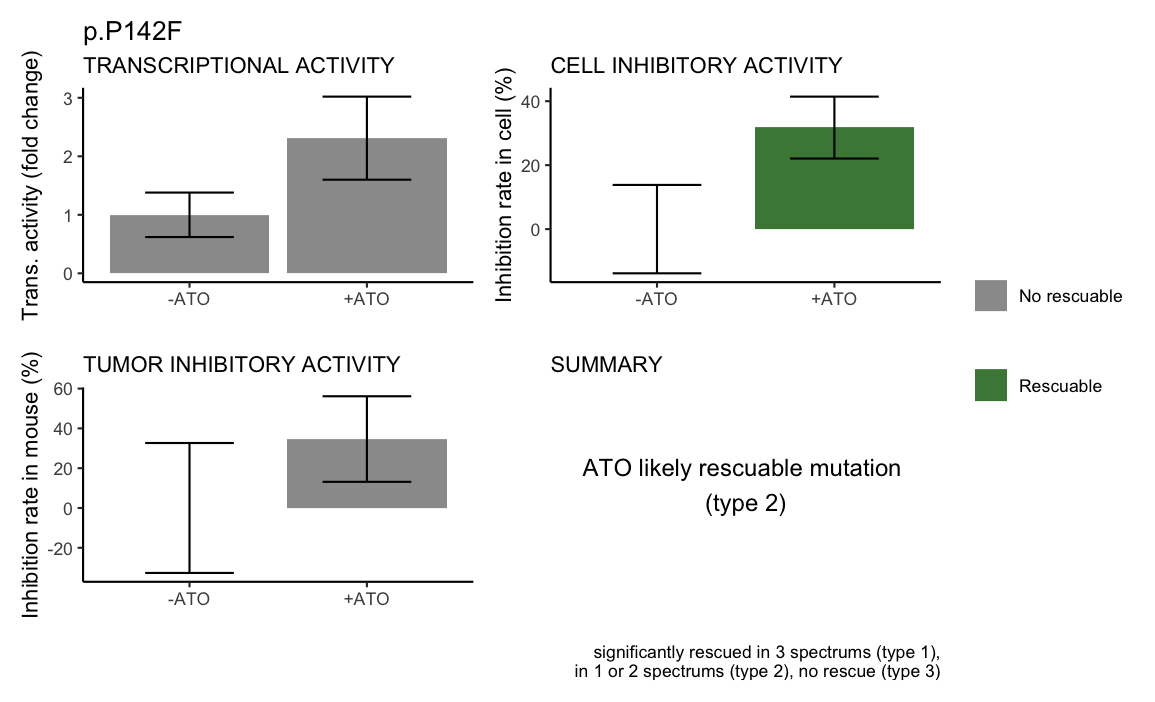 p.P142F
TRANSCRIPTIONAL ACTIVITY
Trans. activity (fold change)
3
2
1
0
-ATO
+ATO
CELL INHIBITORY ACTIVITY
Inhibition rate in cell (%)
40
20
0
-ATO
+ATO
No rescuable
Rescuable
TUMOR INHIBITORY ACTIVITY
Inhibition rate in mouse (%)
60
40
20
0
-20
-ATO
+ATO
SUMMARY
ATO likely rescuable mutation
(type 2)
significantly rescued in 3 spectrums (type 1),
in 1 or 2 spectrums (type 2), no rescue (type 3)